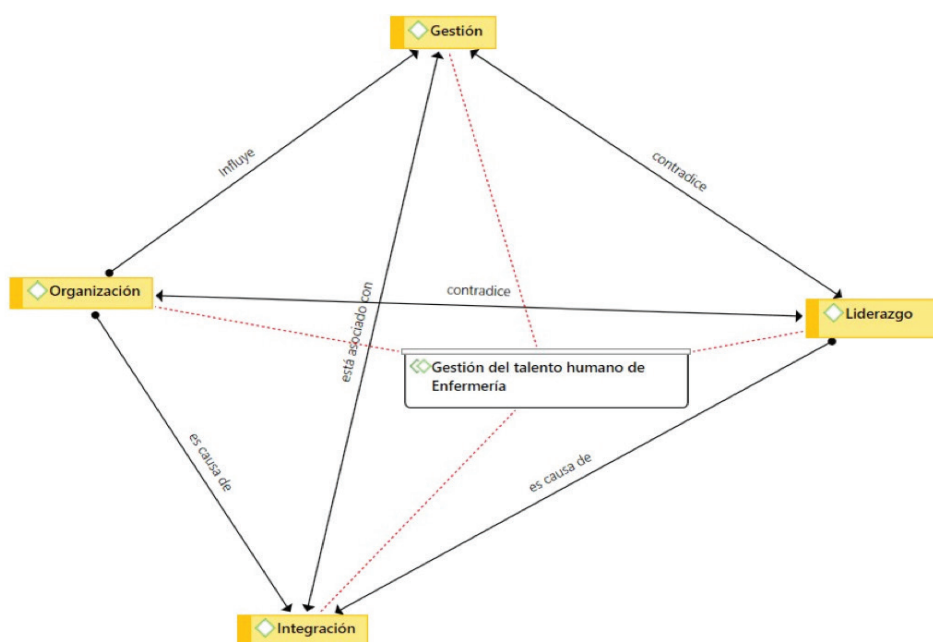 Gestión
Influye
contradice
Organización
contradice
Liderazgo
está asociado con
Gestión del talento humano de
Enfermería
es causa de
es causa de
Integración